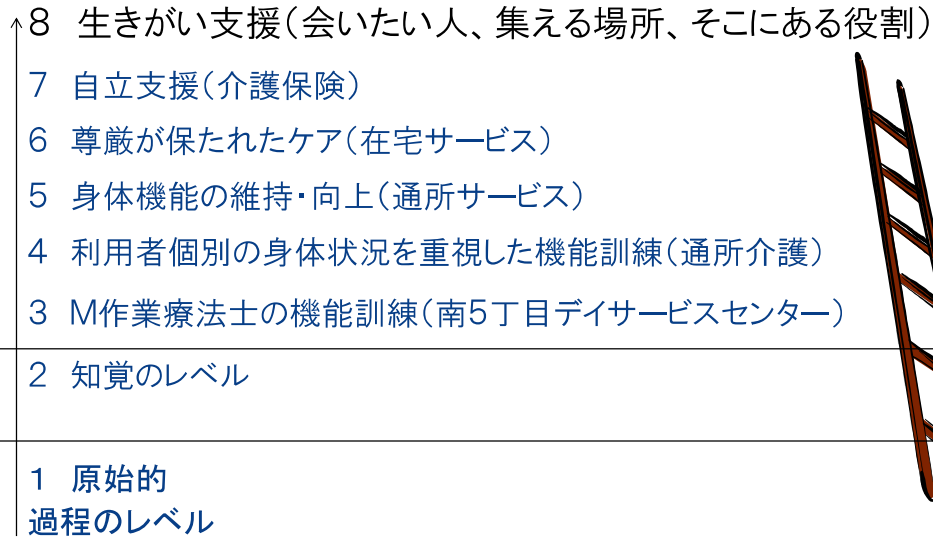 8 生きがい支援(会いたい人、集える場所、そこにある役割)
7 自立支援(介護保険)
6 尊厳が保たれたケア(在宅サービス)
5 身体機能の維持・向上(通所サービス)
4 利用者個別の身体状況を重視した機能訓練(通所介護)
3 M作業療法士の機能訓練(南5丁目デイサービスセンター)
2 知覚のレベル
1 原始的
過程のレベル